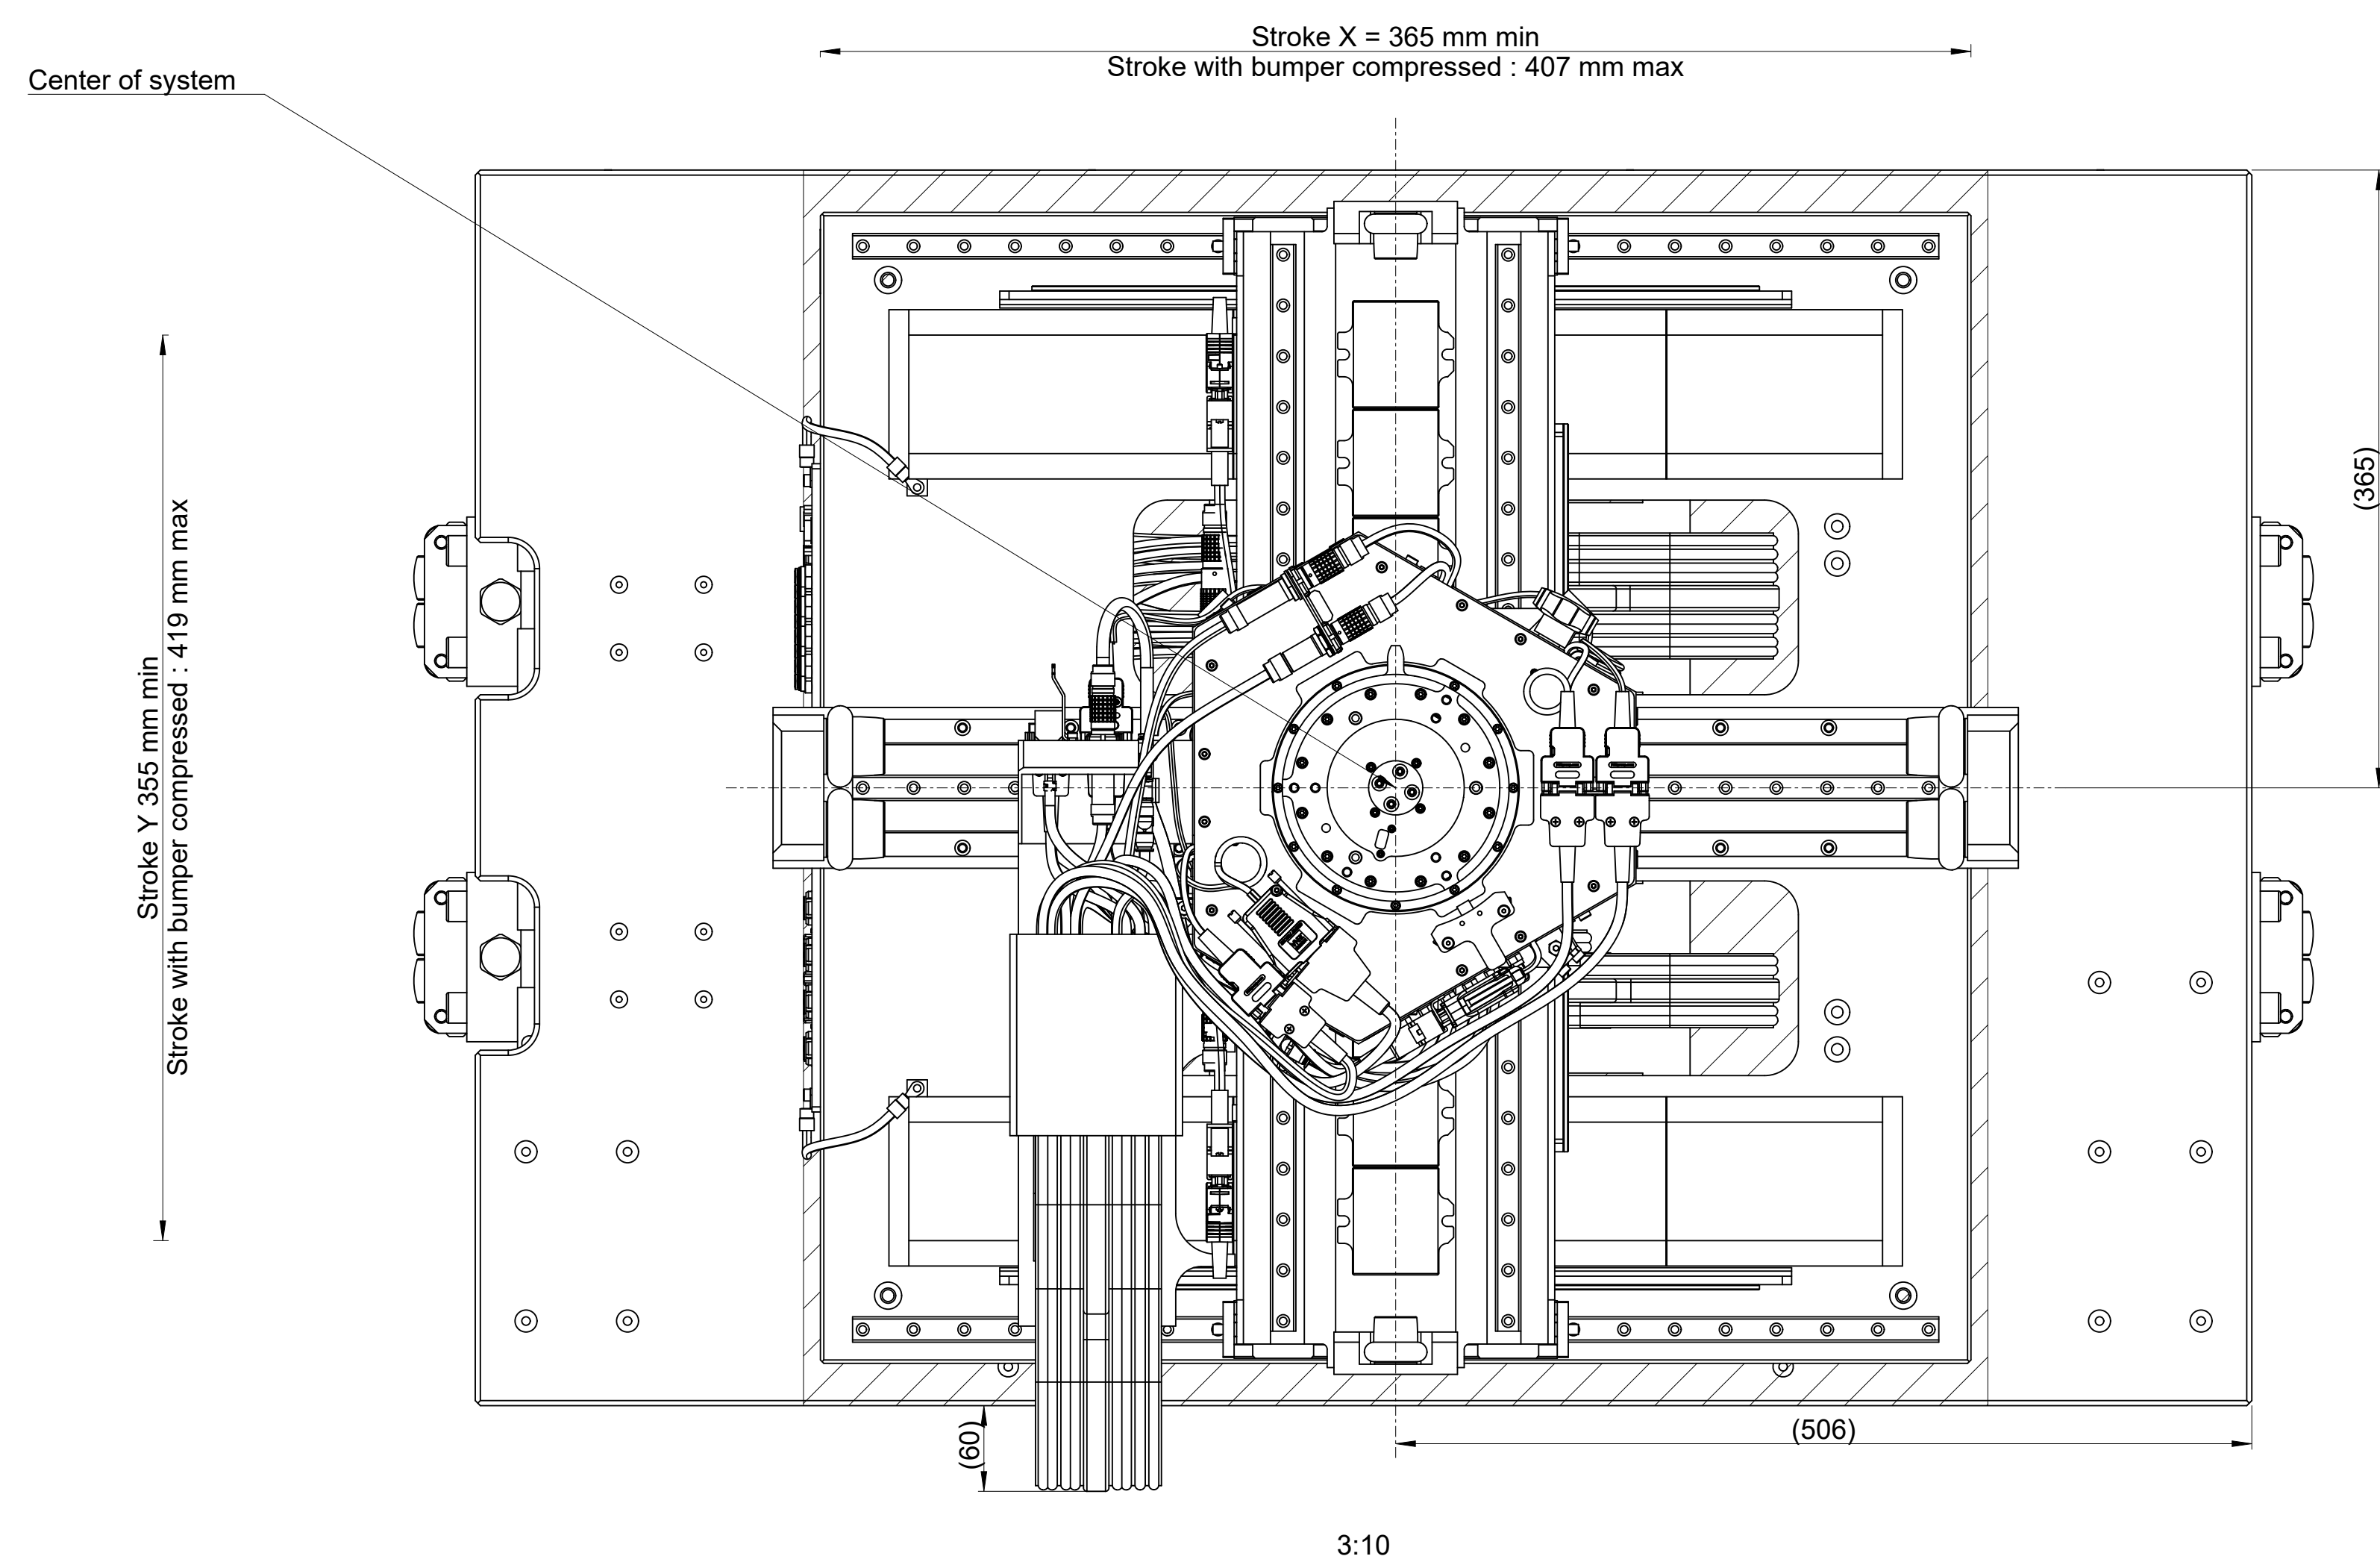 Stroke X = 365 mm min
Stroke with bumper compressed : 407 mm max
Center of system
(365)
Stroke Y 355 mm min
Stroke with bumper compressed : 419 mm max
(60)
(506)
3:10